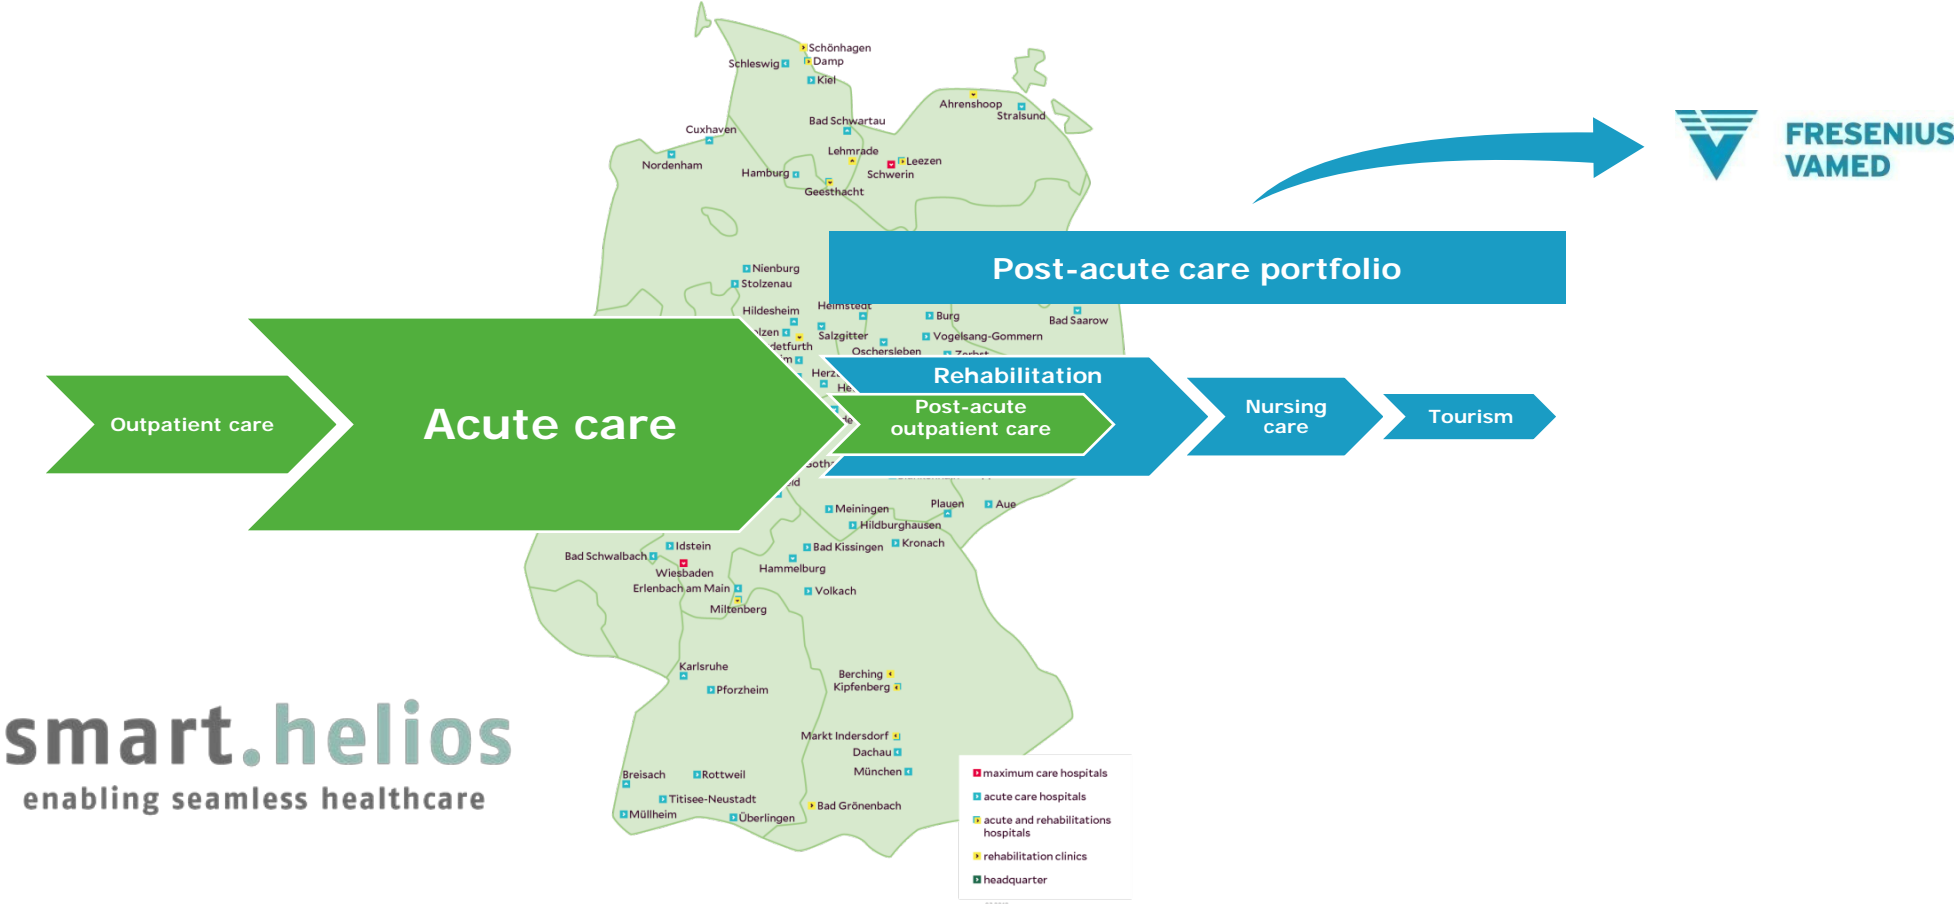 Schönhagen
Schleswig
Damp
Kiel
Ahrenshoop
Stralsund
Bad Schwartau
Cuxhaven
Lehmrade
Leezen
Nordenham
Hamburg
Schwerin
Geesthacht
FRESENIUS
VAMED
Post-acute care portfolio
Nienburg
Stolzenau
Hildesheim
Helmstedt
Burg
Bad Saarow
Salzgitter
Vogelsang-Gommern
Oschersleben
Zerbst
Rehabilitation
Outpatient care
Acute care
Post-acute
outpatient care
Nursing
care
Tourism
Meiningen
Plauen
Aue
Hildburghausen
Idstein
Bad Kissingen
Kronach
Bad Schwalbach
Wiesbaden
Hammelburg
Erlenbach am Main
Volkach
Miltenberg
Karlsruhe
Pforzheim
Berching
Kipfenberg
smart.helios
enabling seamless healthcare
Markt Indersdorf
Dachau
München
Breisach
Rottweil
Titisee-Neustadt
Müllheim
Überlingen
Bad Grönenbach
maximum care hospitals
acute care hospitals
acute and rehabilitations
hospitals
rehabilitation clinics
headquarter